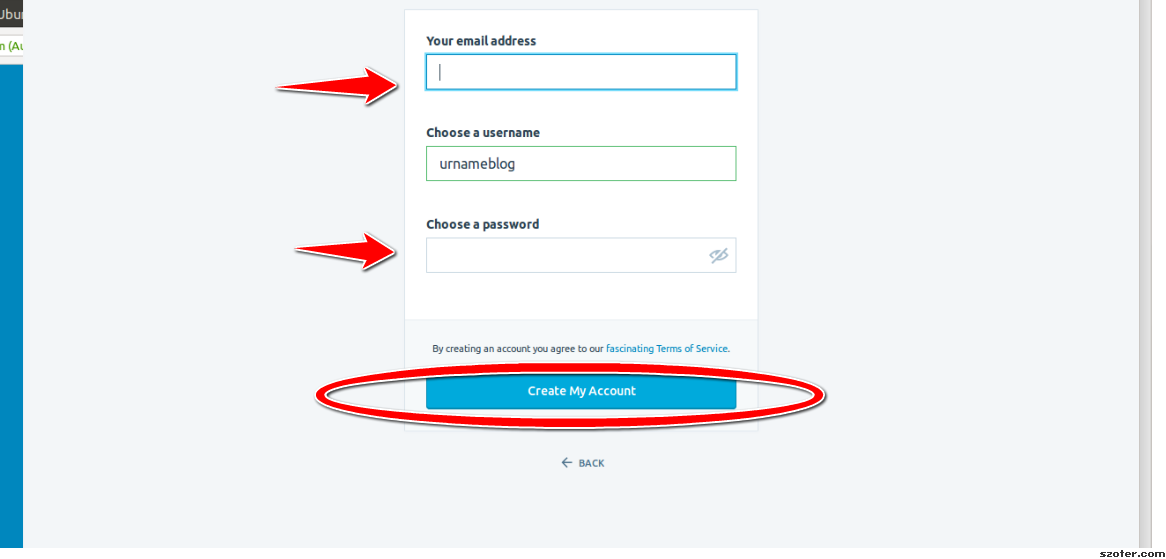 Ubu
n (Au
Your email address
Choose a username
urnameblog
Choose a password
By creating an account you agree to our fascinating Terms of Service.
Create My Account
← BACK
szoter.com